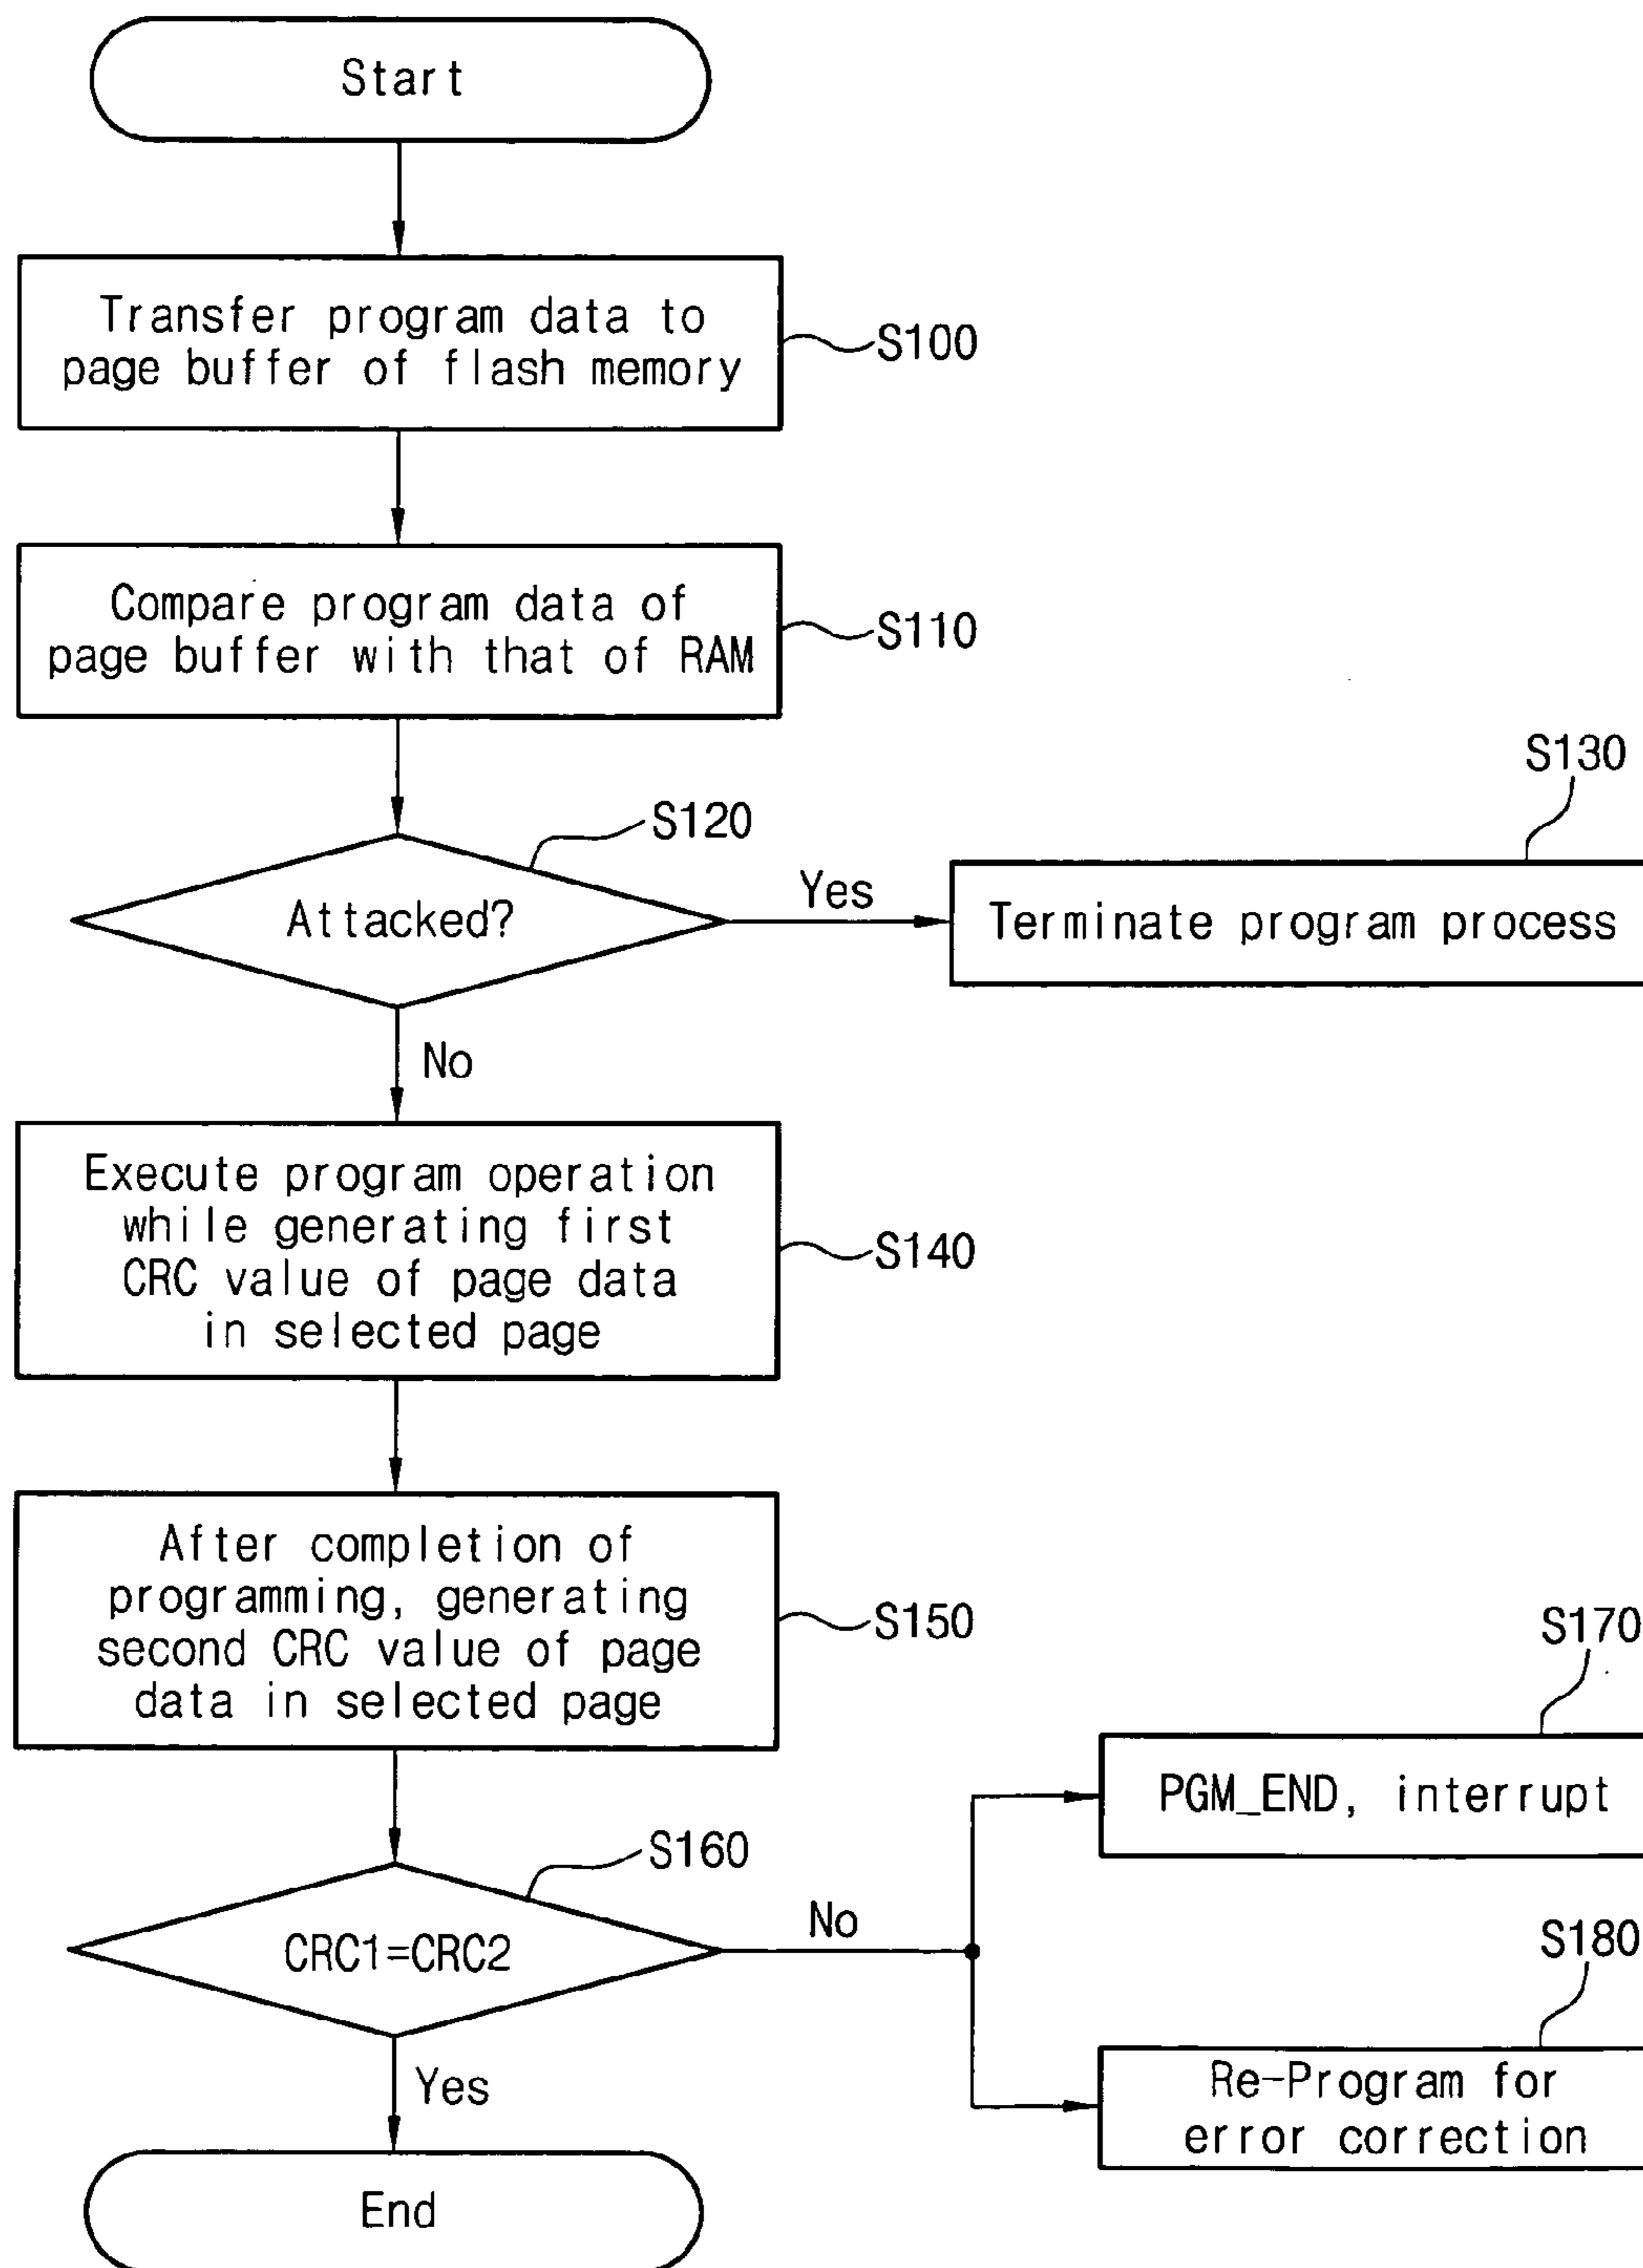 Start
Transfer program data to
page buffer of flash memory
S100
Compare program data of
page buffer with that of RAM
S110
S120
Attacked?
Yes
S130
Terminate program process
No
Execute program operation
while generating first
CRC value of page data
in selected page
S140
After completion of
programming, generating
second CRC value of page
data in selected page
S150
S160
CRC1=CRC2
No
S170
PGM_END, interrupt
S180
Re-Program for
error correction
Yes
End